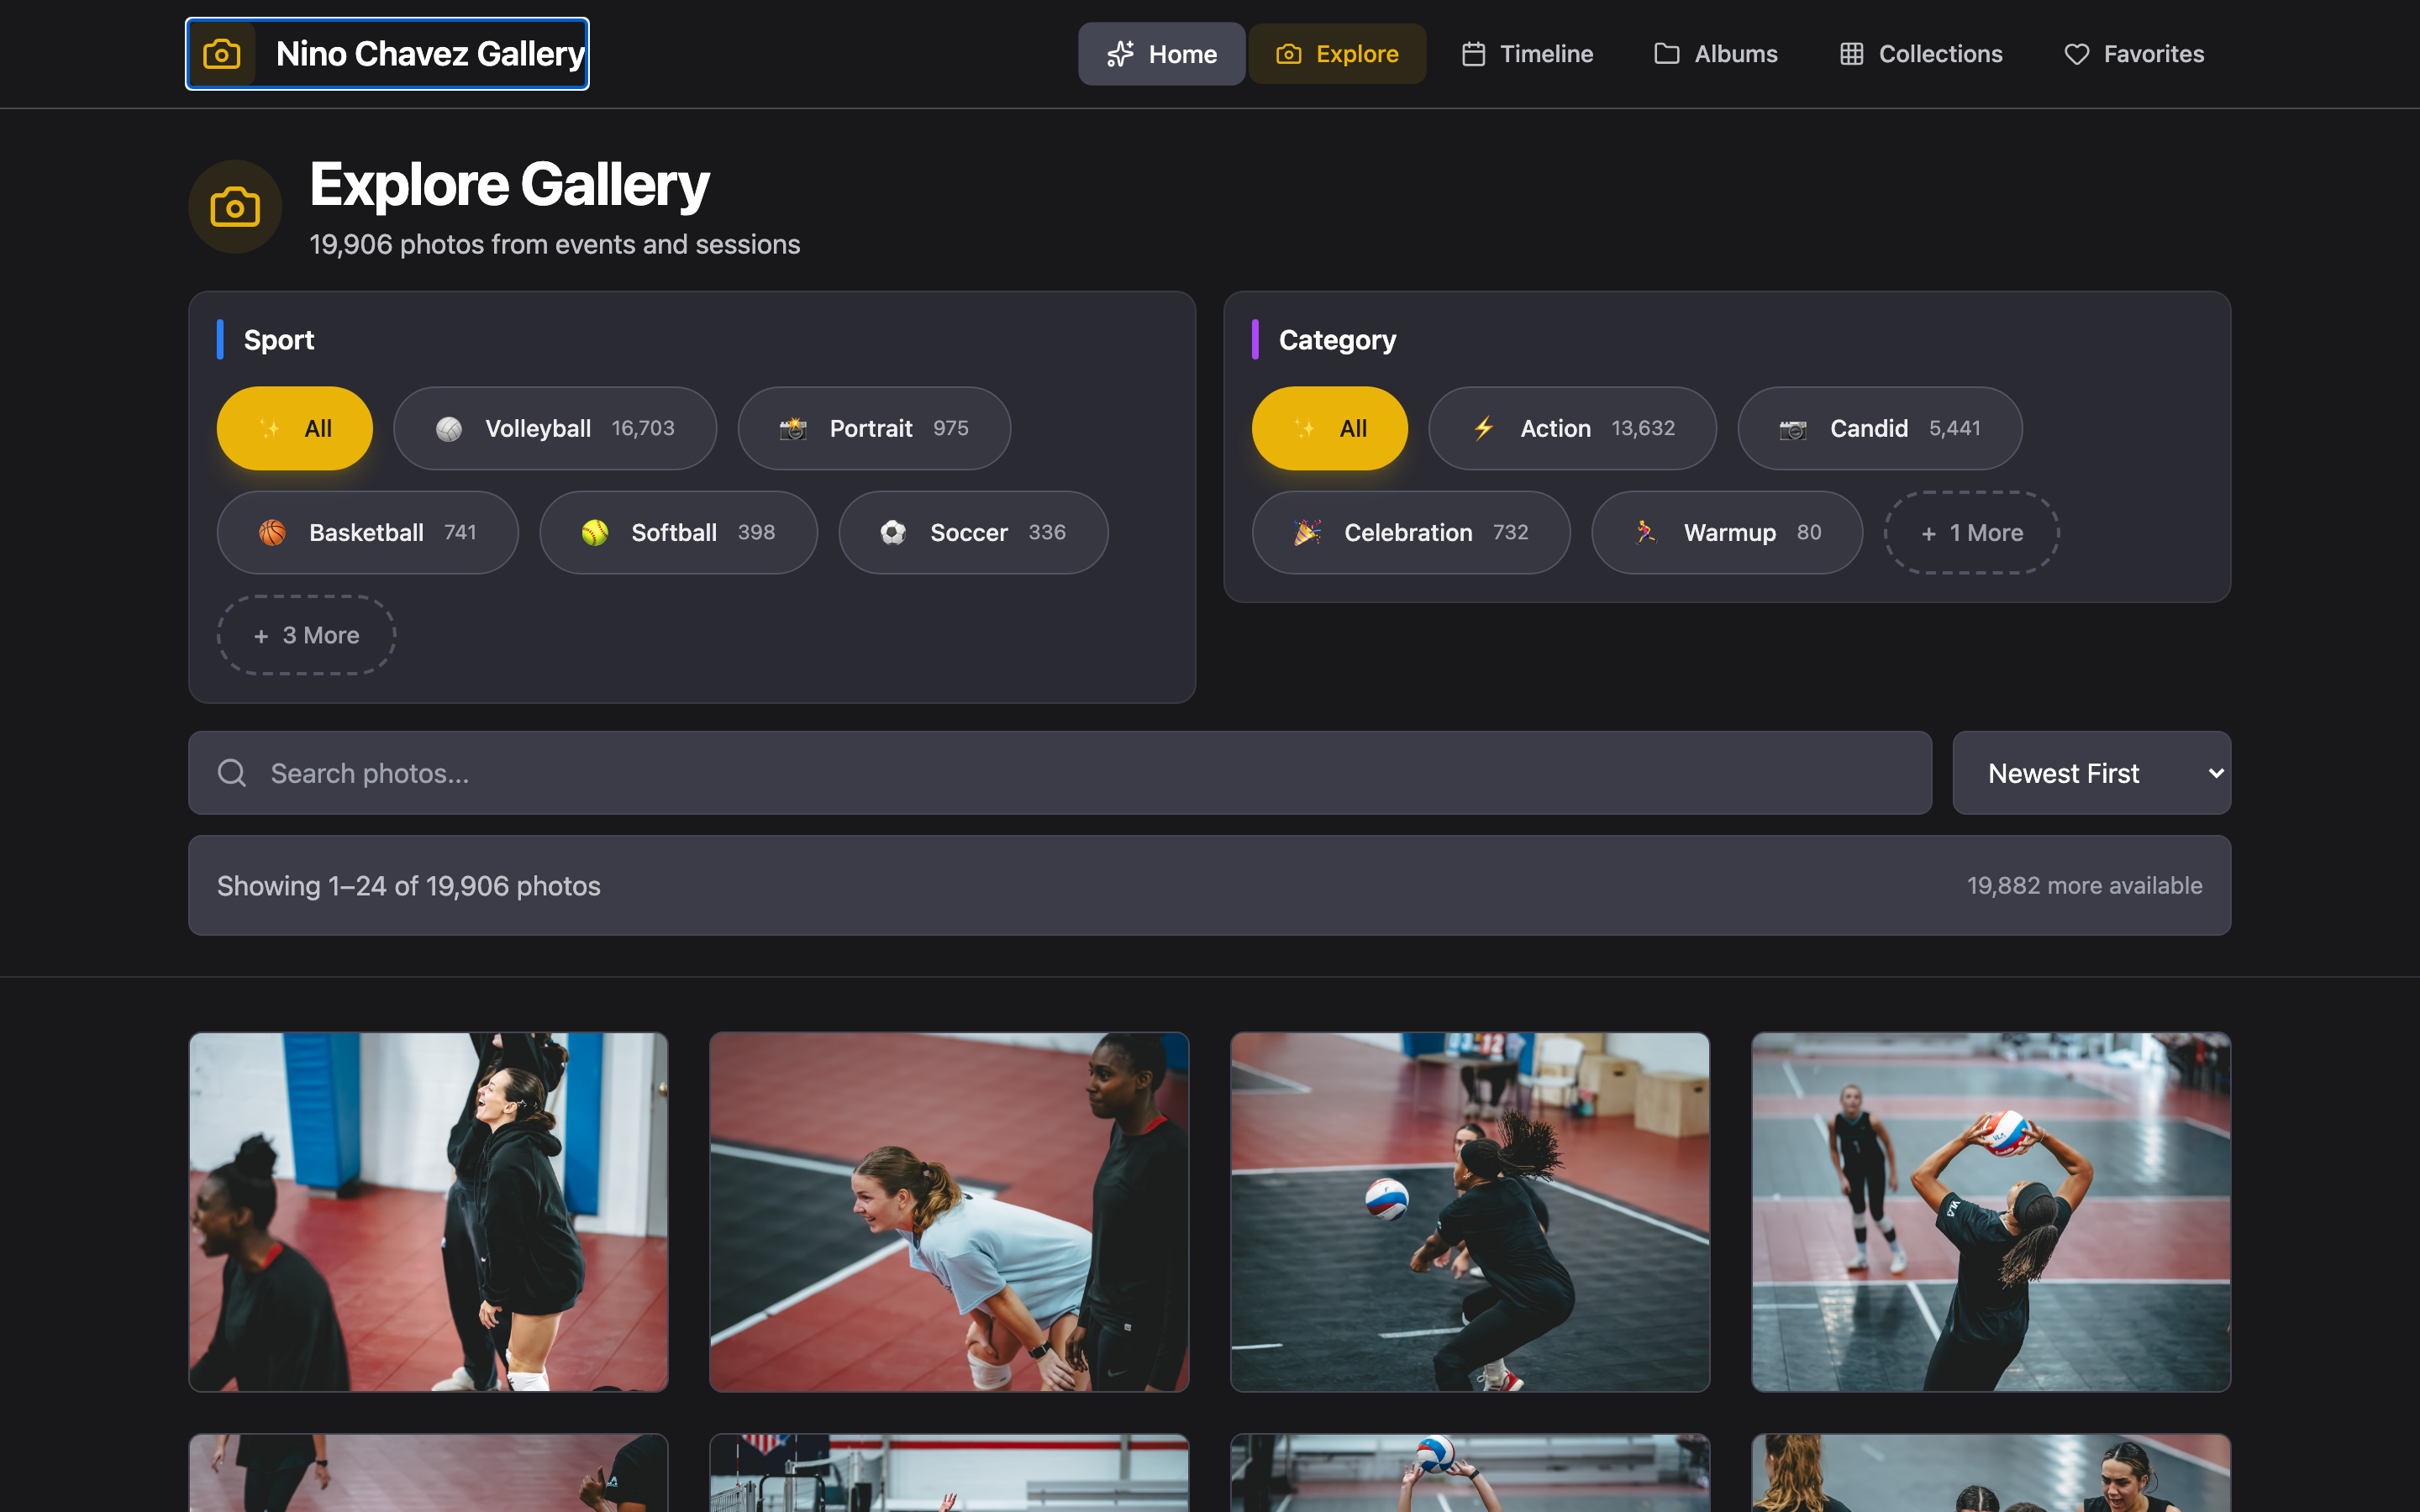 Nino Chavez Gallery
Home
Explore
Timeline
Albums
Collections
Favorites
Explore Gallery
19,906 photos from events and sessions
Sport
All
Volleyball 16,703
Portrait 975
Basketball 741
Softball 398
Soccer 336
+ 3 More
Category
All
Action 13,632
Candid 5,441
Celebration 732
Warmup 80
+ 1 More
Search photos...
Newest First
Showing 1–24 of 19,906 photos
19,882 more available